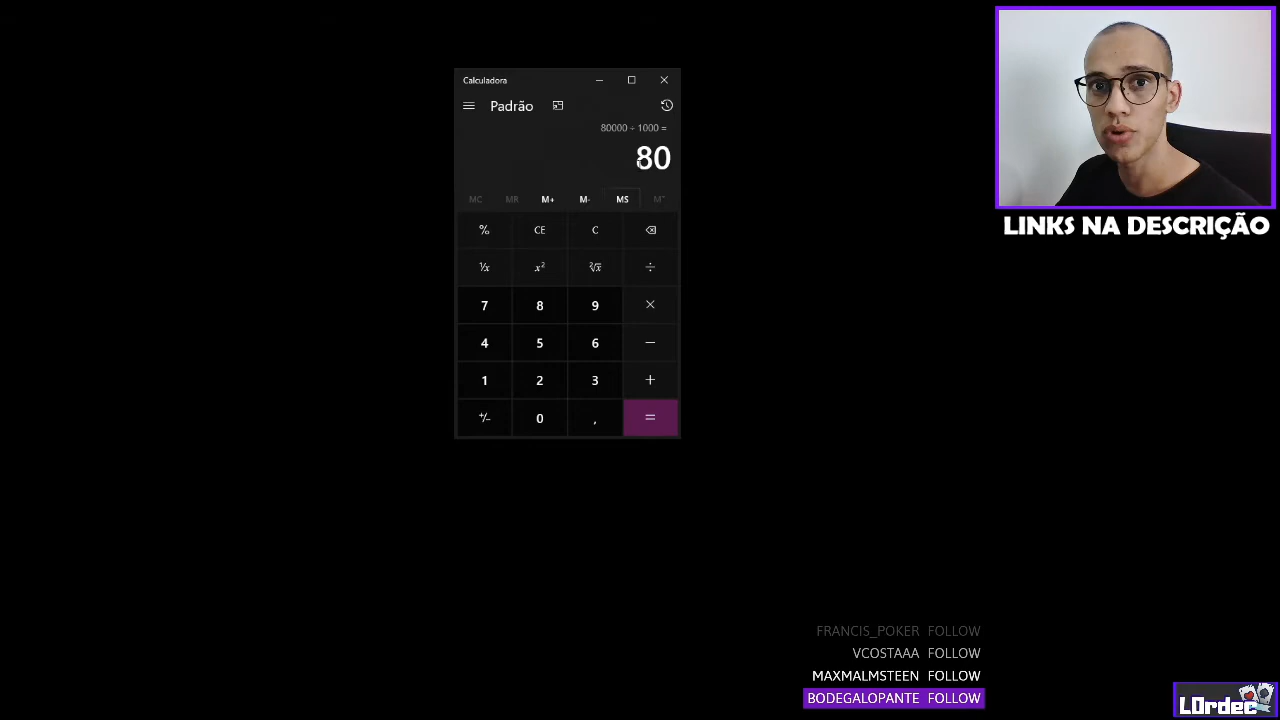 Calculadora
Padrão
80000 ÷ 1000 =
80
MC MR M+ M- MS M˅
% CE C
¹/x x² ²√x ÷
7 8 9 ×
4 5 6 −
1 2 3 +
+/− 0 , =
LINKS NA DESCRIÇÃO
FRANCIS_POKER FOLLOW
VCOSTAAA FOLLOW
MAXMALMSTEEN FOLLOW
BODEGALOPANTE FOLLOW
L0rdec